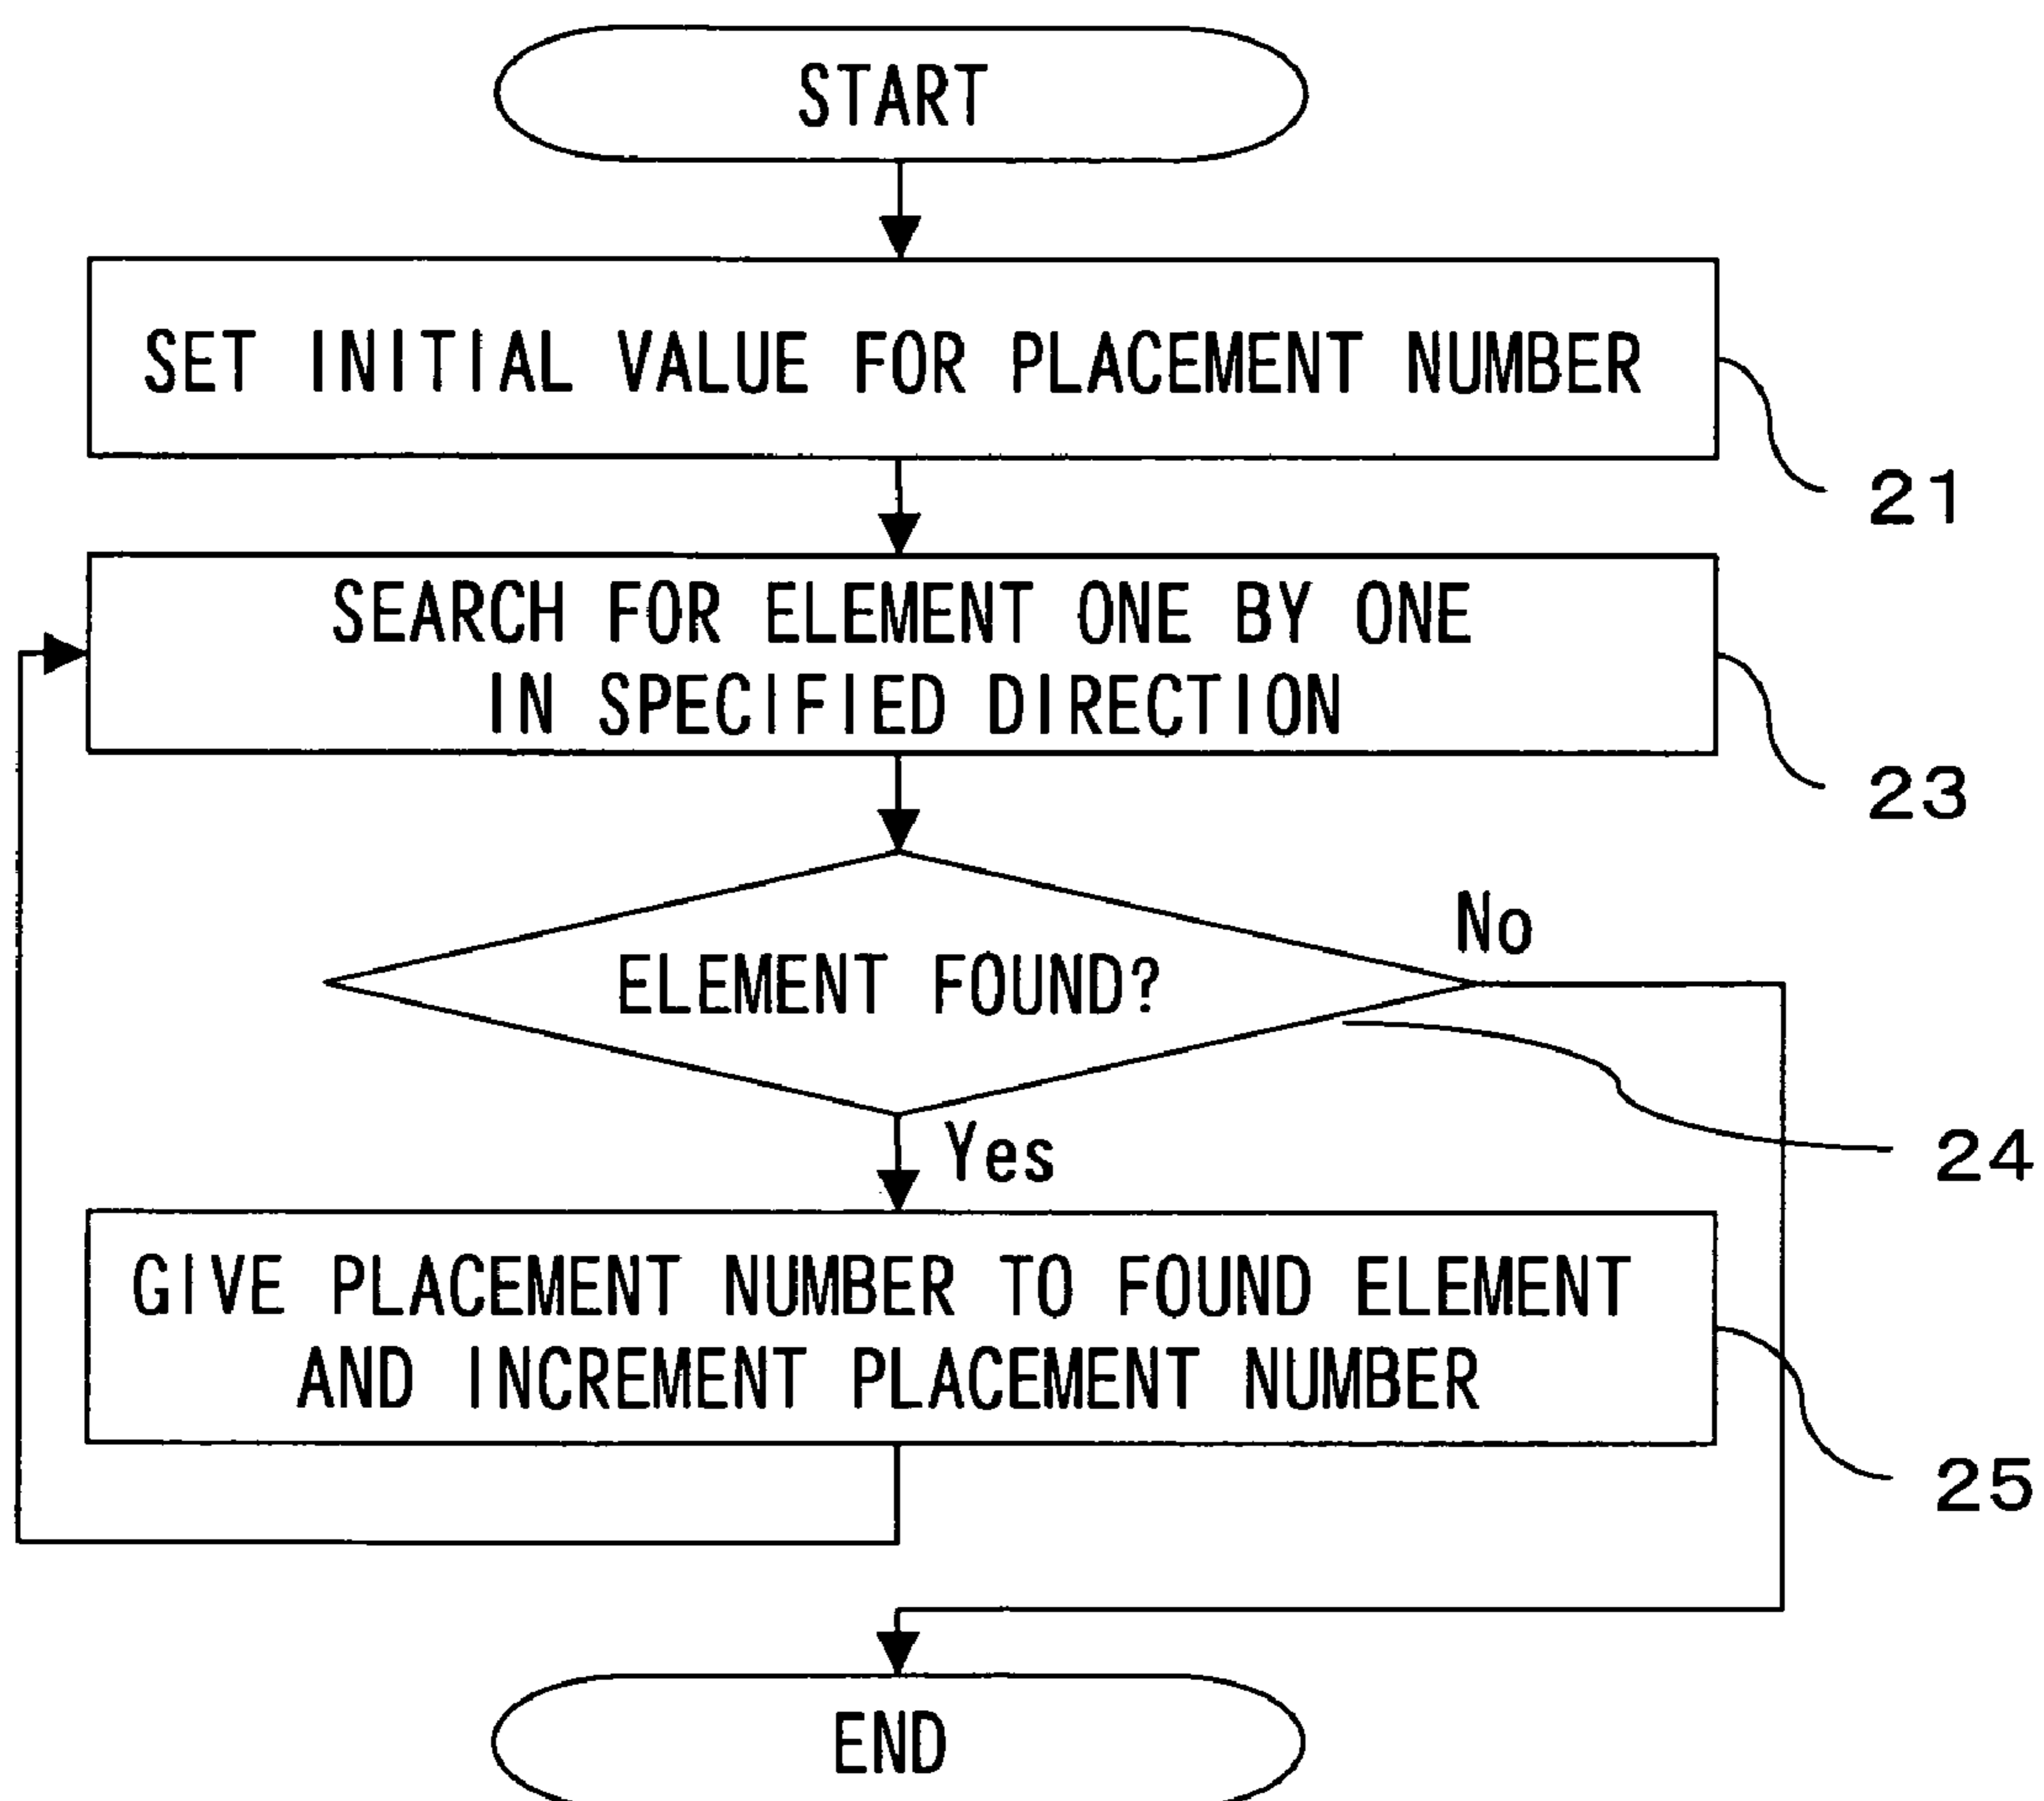 START
SET INITIAL VALUE FOR PLACEMENT NUMBER
21
SEARCH FOR ELEMENT ONE BY ONE
IN SPECIFIED DIRECTION
23
No
ELEMENT FOUND?
24
Yes
GIVE PLACEMENT NUMBER TO FOUND ELEMENT
AND INCREMENT PLACEMENT NUMBER
25
END